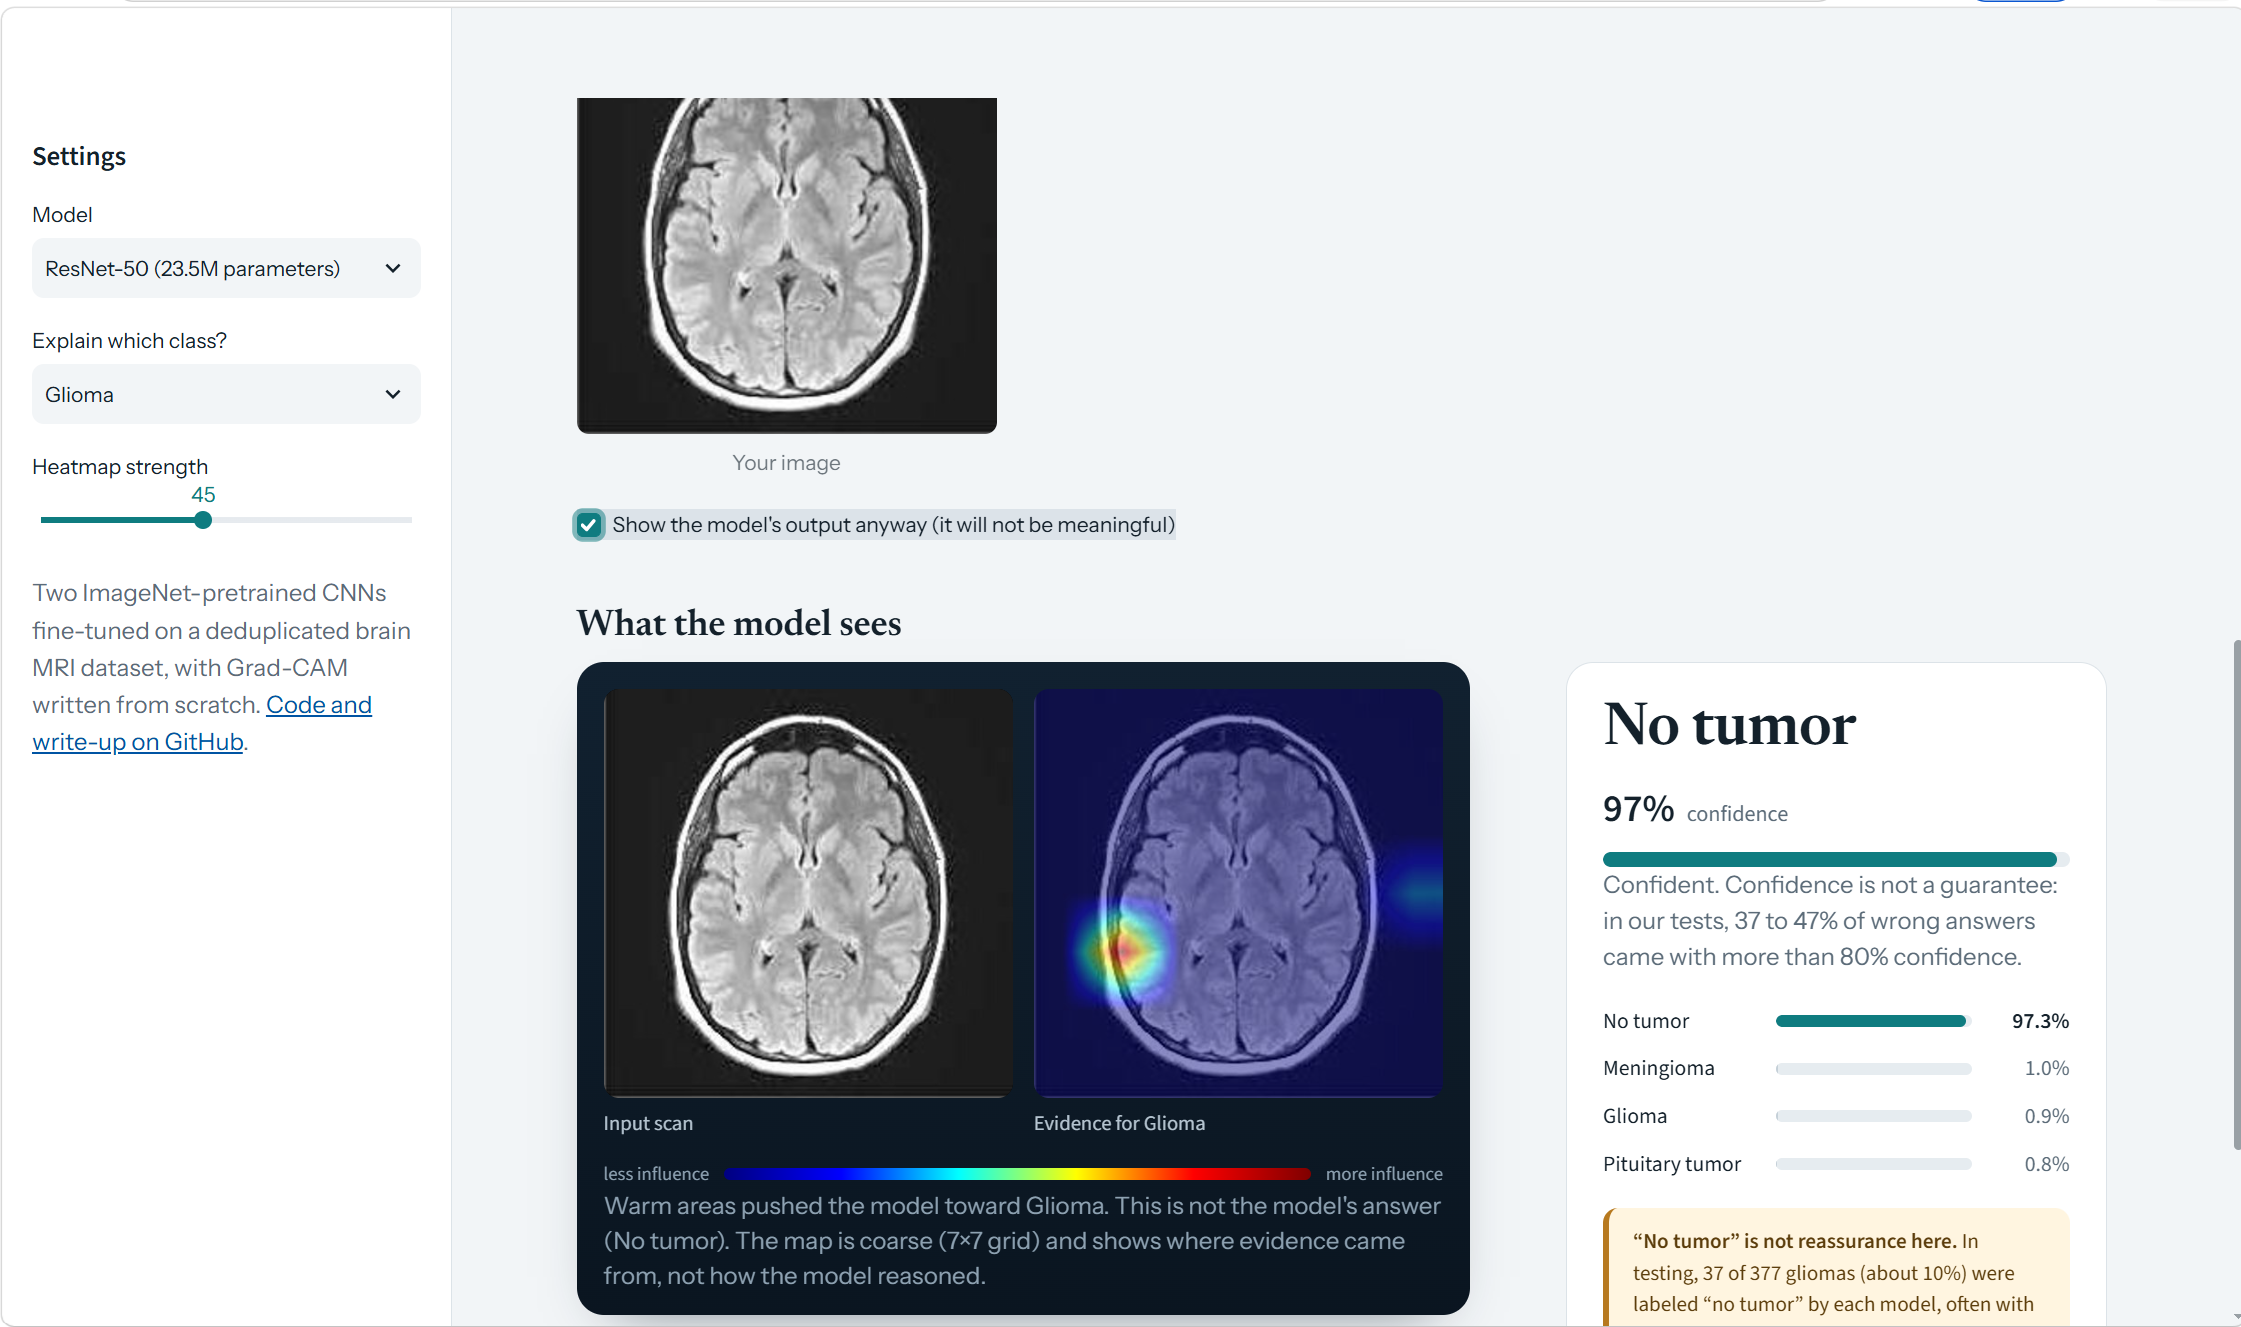 Settings
Model
ResNet-50 (23.5M parameters)
Explain which class?
Glioma
Heatmap strength
45
Two ImageNet-pretrained CNNs
fine-tuned on a deduplicated brain
MRI dataset, with Grad-CAM
written from scratch. Code and
write-up on GitHub.
Your image
Show the model's output anyway (it will not be meaningful)
What the model sees
Input scan
Evidence for Glioma
less influence
more influence
Warm areas pushed the model toward Glioma. This is not the model's answer
(No tumor). The map is coarse (7×7 grid) and shows where evidence came
from, not how the model reasoned.
No tumor
97% confidence
Confident. Confidence is not a guarantee:
in our tests, 37 to 47% of wrong answers
came with more than 80% confidence.
No tumor 97.3%
Meningioma 1.0%
Glioma 0.9%
Pituitary tumor 0.8%
“No tumor” is not reassurance here. In
testing, 37 of 377 gliomas (about 10%) were
labeled “no tumor” by each model, often with